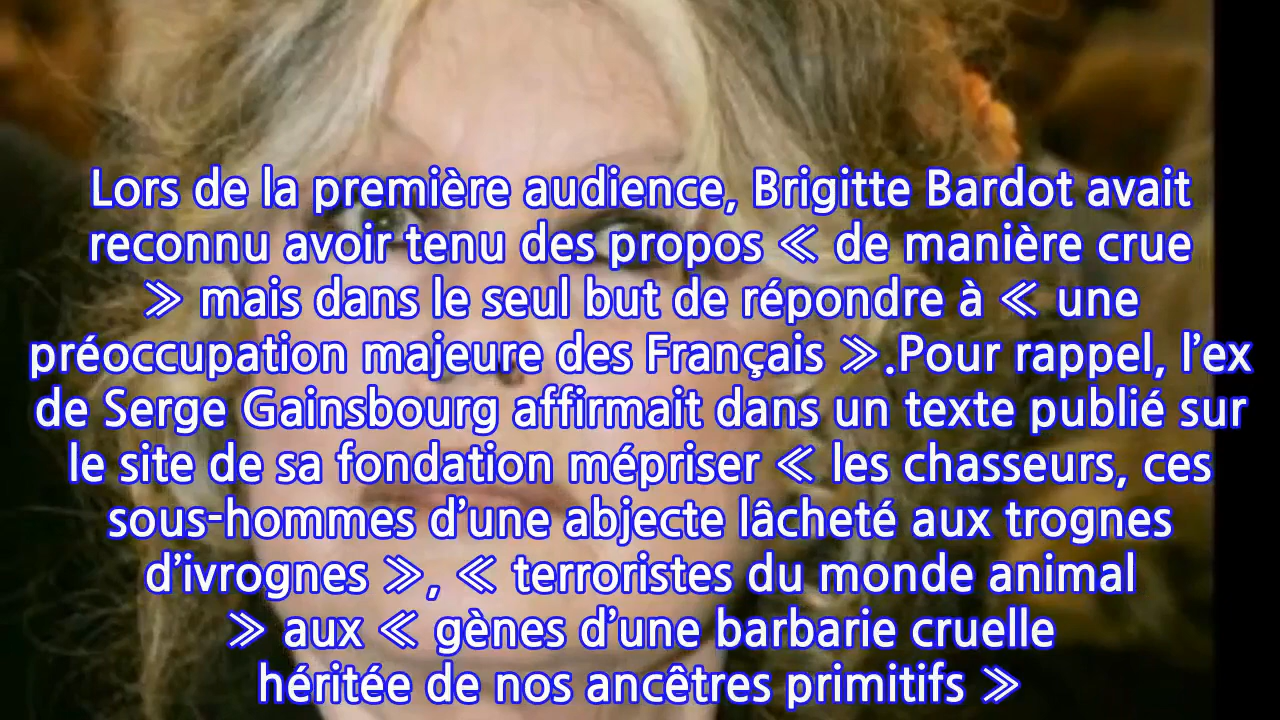 Lors de la première audience, Brigitte Bardot avait
reconnu avoir tenu des propos ≪ de manière crue
≫ mais dans le seul but de répondre à ≪ une
préoccupation majeure des Français ≫.Pour rappel, l’ex
de Serge Gainsbourg affirmait dans un texte publié sur
le site de sa fondation mépriser ≪ les chasseurs, ces
sous-hommes d’une abjecte lâcheté aux trognes
d’ivrognes ≫, ≪ terroristes du monde animal
≫ aux ≪ gènes d’une barbarie cruelle
héritée de nos ancêtres primitifs ≫